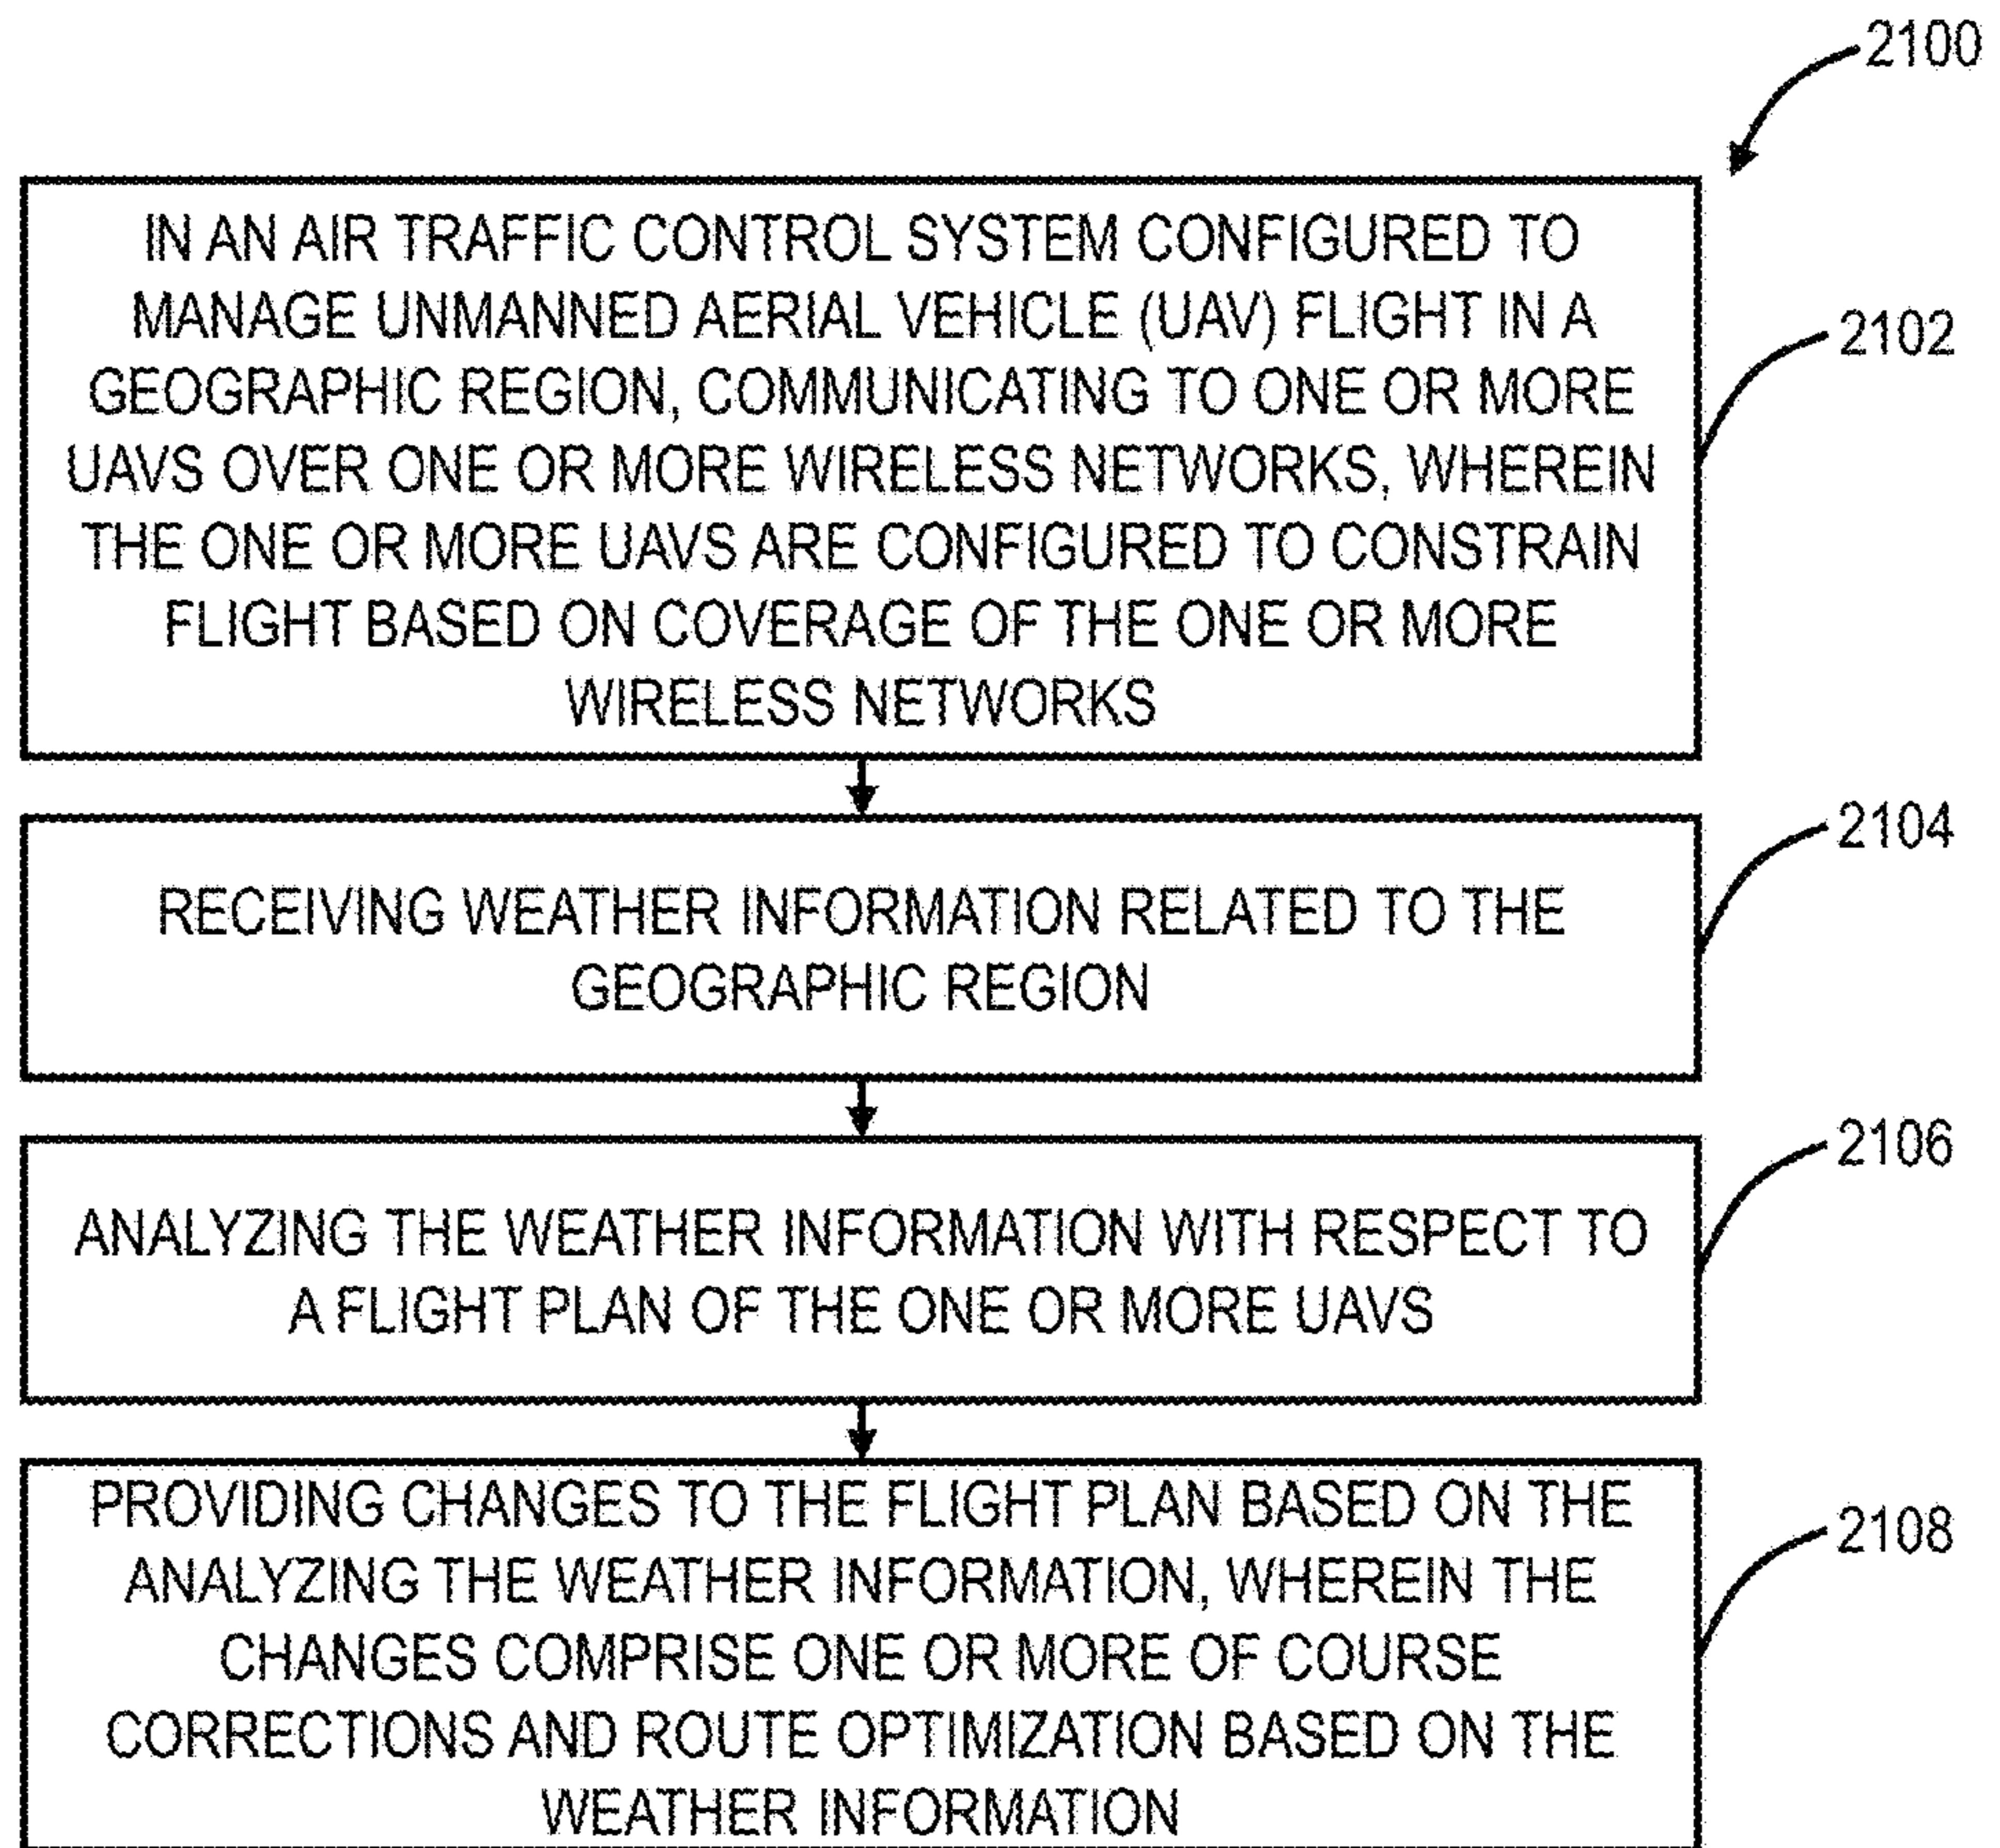 2100
IN AN AIR TRAFFIC CONTROL SYSTEM CONFIGURED TO
MANAGE UNMANNED AERIAL VEHICLE (UAV) FLIGHT IN A
GEOGRAPHIC REGION, COMMUNICATING TO ONE OR MORE
UAVS OVER ONE OR MORE WIRELESS NETWORKS, WHEREIN
THE ONE OR MORE UAVS ARE CONFIGURED TO CONSTRAIN
FLIGHT BASED ON COVERAGE OF THE ONE OR MORE
WIRELESS NETWORKS
2102
RECEIVING WEATHER INFORMATION RELATED TO THE
GEOGRAPHIC REGION
2104
ANALYZING THE WEATHER INFORMATION WITH RESPECT TO
A FLIGHT PLAN OF THE ONE OR MORE UAVS
2106
PROVIDING CHANGES TO THE FLIGHT PLAN BASED ON THE
ANALYZING THE WEATHER INFORMATION, WHEREIN THE
CHANGES COMPRISE ONE OR MORE OF COURSE
CORRECTIONS AND ROUTE OPTIMIZATION BASED ON THE
WEATHER INFORMATION
2108